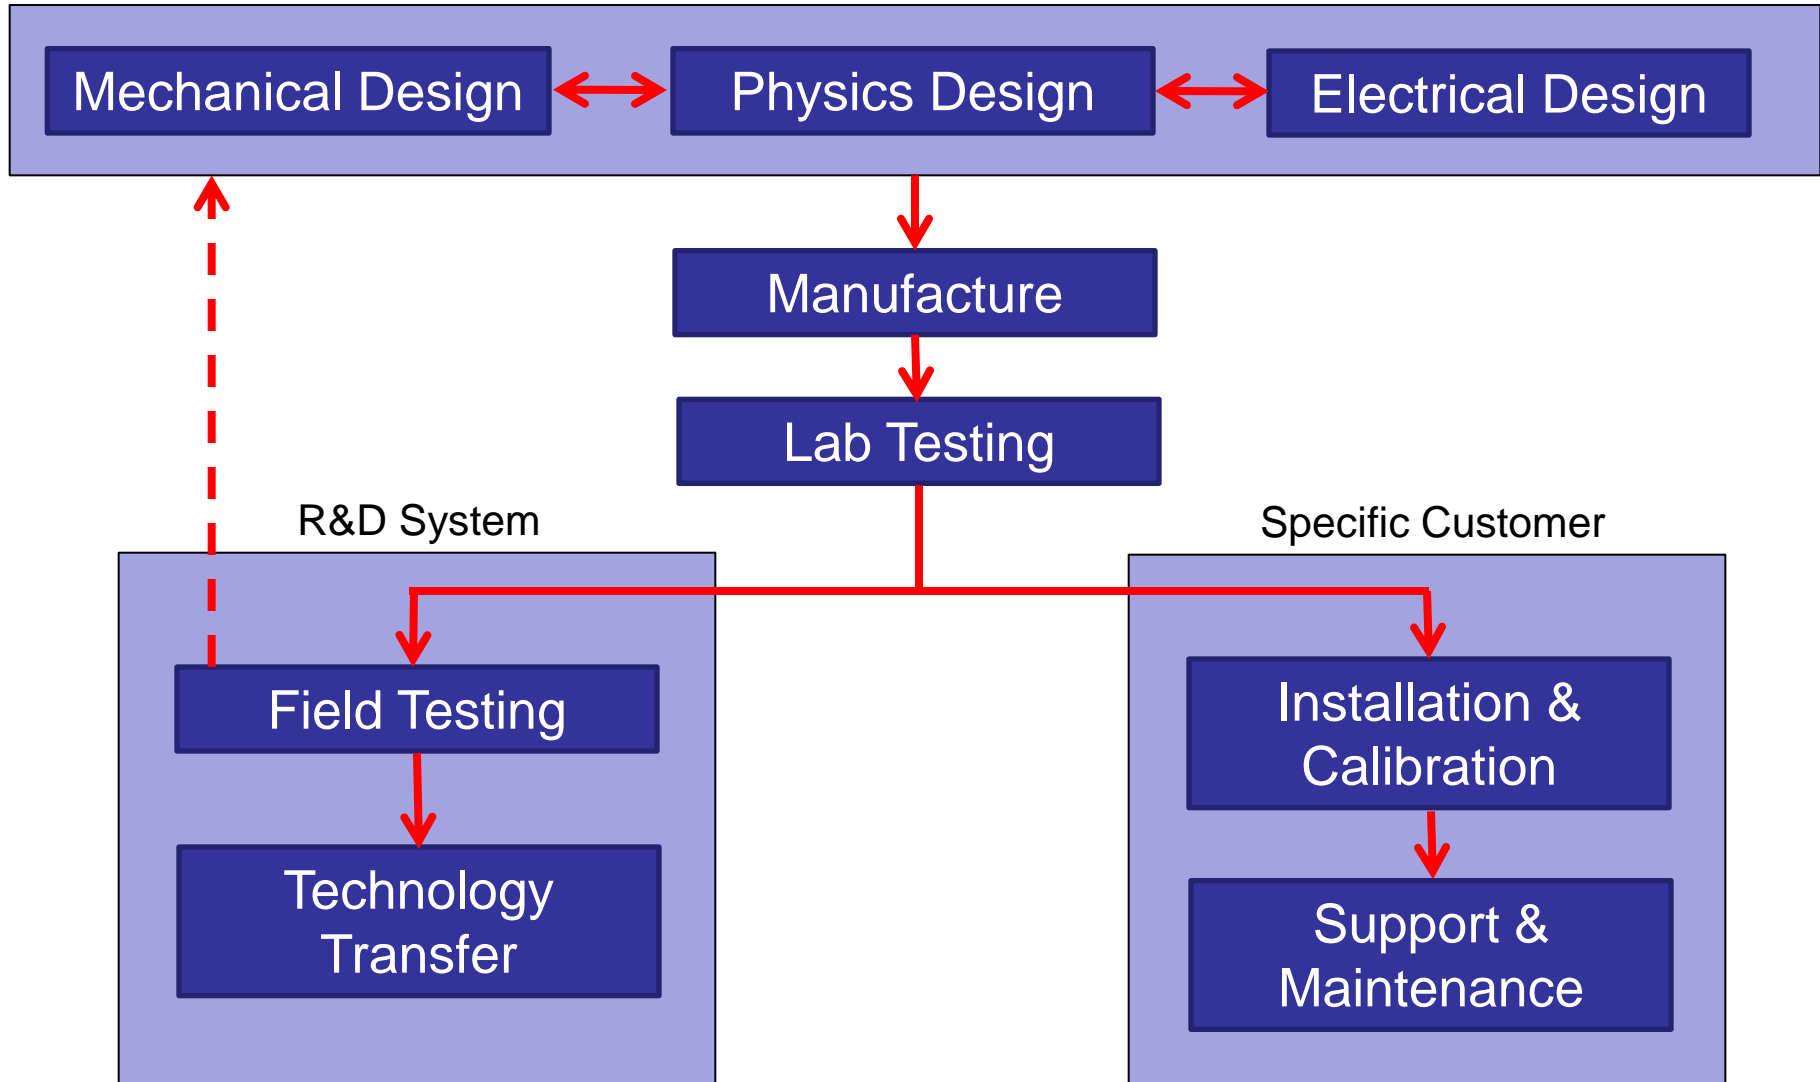 Mechanical Design
Physics Design
Electrical Design
Manufacture
Lab Testing
R&D System
Specific Customer
Field Testing
Technology
Transfer
Installation &
Calibration
Support &
Maintenance